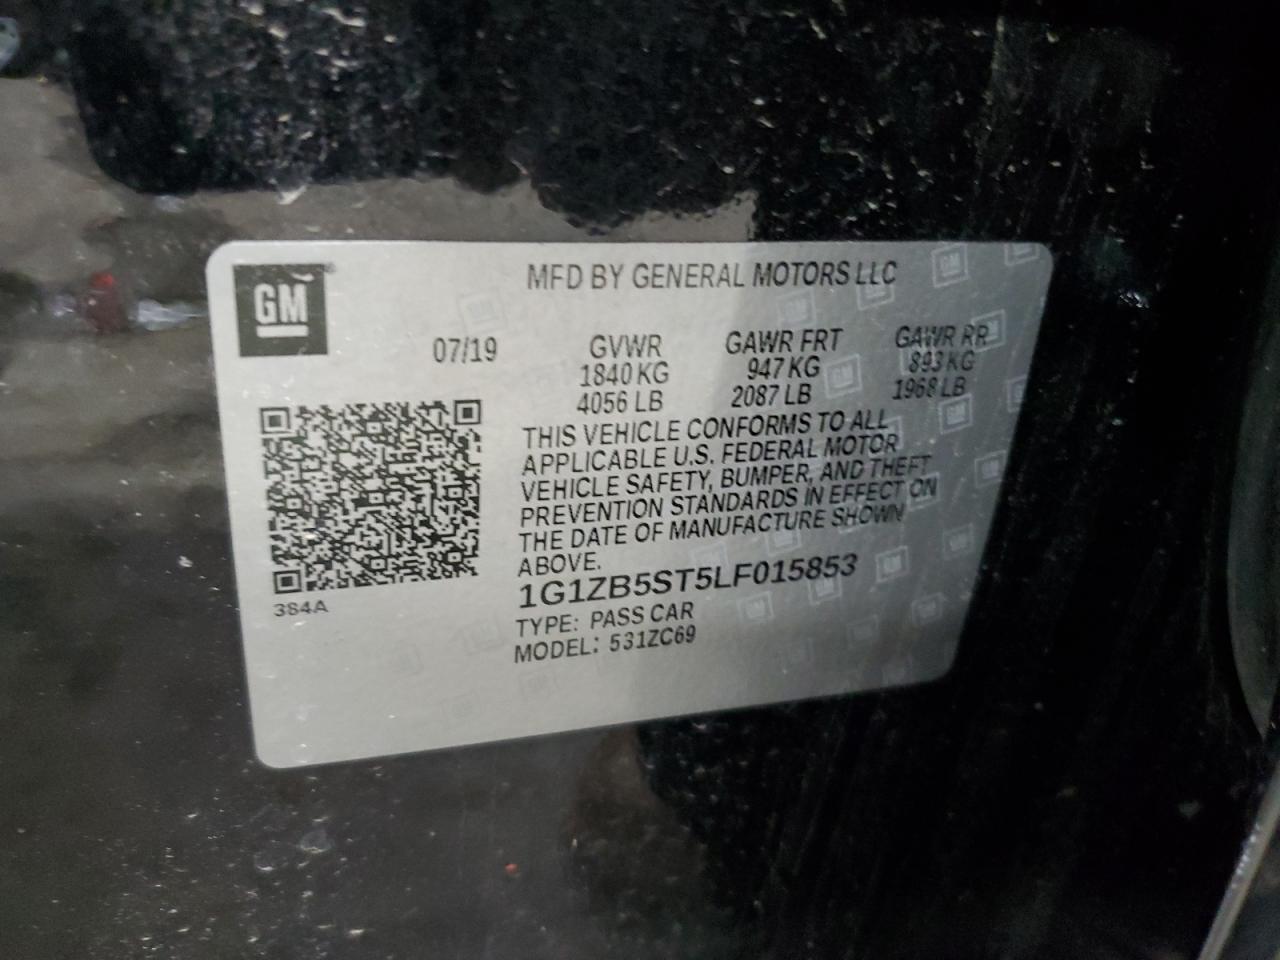 GM
MFD BY GENERAL MOTORS LLC
07/19 GVWR GAWR FRT GAWR RR
1840 KG 947 KG 893 KG
4056 LB 2087 LB 1968 LB
THIS VEHICLE CONFORMS TO ALL
APPLICABLE U.S. FEDERAL MOTOR
VEHICLE SAFETY, BUMPER, AND THEFT
PREVENTION STANDARDS IN EFFECT ON
THE DATE OF MANUFACTURE SHOWN
ABOVE.
384A
1G1ZB5ST5LF015853
TYPE: PASS CAR
MODEL: 531ZC69